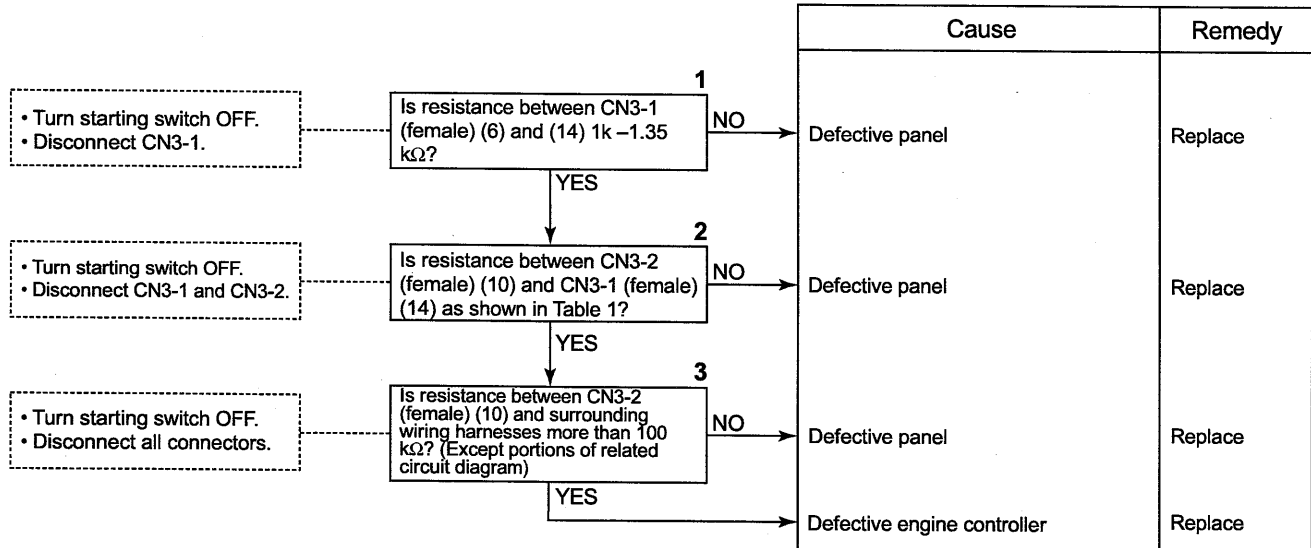 Cause
Remedy
1
• Turn starting switch OFF.
• Disconnect CN3-1.
Is resistance between CN3-1
(female) (6) and (14) 1k –1.35
kΩ?
NO
Defective panel
Replace
YES
2
• Turn starting switch OFF.
• Disconnect CN3-1 and CN3-2.
Is resistance between CN3-2
(female) (10) and CN3-1 (female)
(14) as shown in Table 1?
NO
Defective panel
Replace
YES
3
• Turn starting switch OFF.
• Disconnect all connectors.
Is resistance between CN3-2
(female) (10) and surrounding
wiring harnesses more than 100
kΩ? (Except portions of related
circuit diagram)
NO
Defective panel
Replace
YES
Defective engine controller
Replace